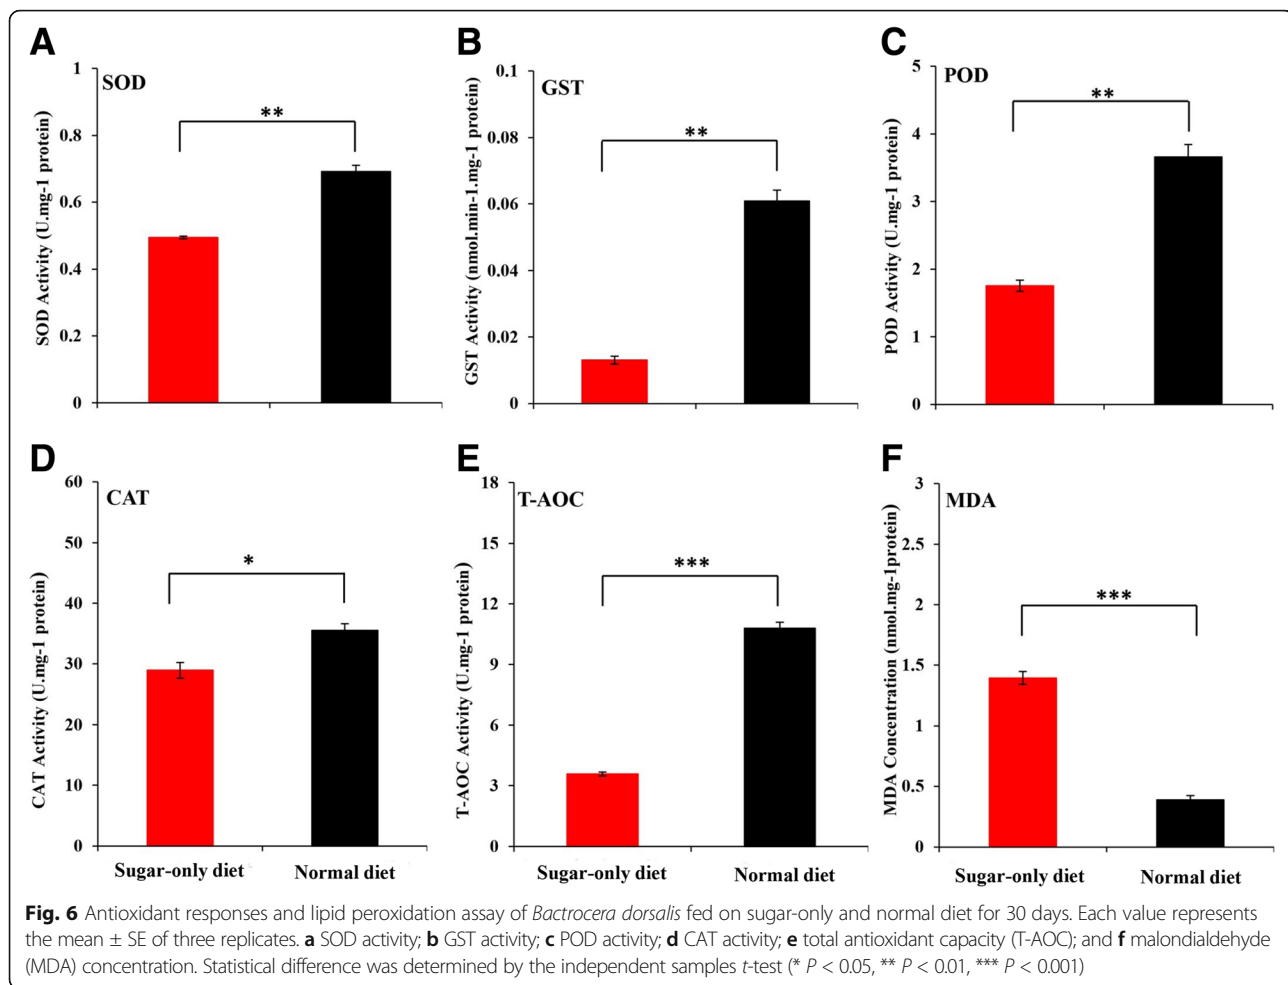 A
SOD
SOD Activity (U.mg-1 protein)
1
0.8
0.6
0.4
0.2
0
**
B
GST
GST Activity (nmol.min-1.mg-1 protein)
0.1
0.08
0.06
0.04
0.02
0
**
C
POD
POD Activity (U.mg-1 protein)
5
4
3
2
1
0
**
D
CAT
CAT Activity (U.mg-1 protein)
60
50
40
30
20
10
0
*
Sugar-only diet Normal diet
E
T-AOC
T-AOC Activity (U.mg-1 protein)
18
15
12
9
6
3
0
***
Sugar-only diet Normal diet
F
MDA
MDA Concentration (nmol.mg-1protein)
3
2.5
2
1.5
1
0.5
0
***
Sugar-only diet Normal diet
Fig. 6 Antioxidant responses and lipid peroxidation assay of Bactrocera dorsalis fed on sugar-only and normal diet for 30 days. Each value represents
the mean ± SE of three replicates. a SOD activity; b GST activity; c POD activity; d CAT activity; e total antioxidant capacity (T-AOC); and f malondialdehyde
(MDA) concentration. Statistical difference was determined by the independent samples t-test (* P < 0.05, ** P < 0.01, *** P < 0.001)